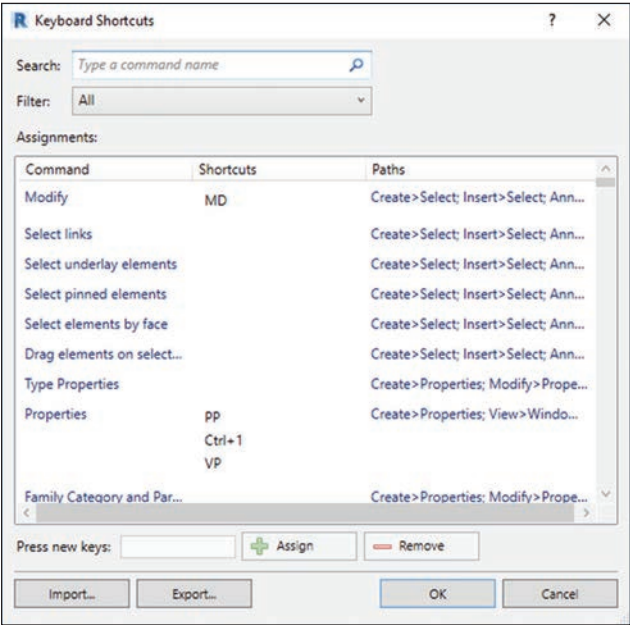 R Keyboard Shortcuts ? ×
Search: Type a command name
Filter: All
Assignments:
Command Shortcuts Paths
Modify MD Create>Select; Insert>Select; Ann...
Select links Create>Select; Insert>Select; Ann...
Select underlay elements Create>Select; Insert>Select; Ann...
Select pinned elements Create>Select; Insert>Select; Ann...
Select elements by face Create>Select; Insert>Select; Ann...
Drag elements on select... Create>Select; Insert>Select; Ann...
Type Properties Create>Properties; Modify>Prope...
Properties PP Create>Properties; View>Windo...
Ctrl+1
VP
Family Category and Par... Create>Properties; Modify>Prope...
Press new keys: Assign Remove
Import... Export... OK Cancel